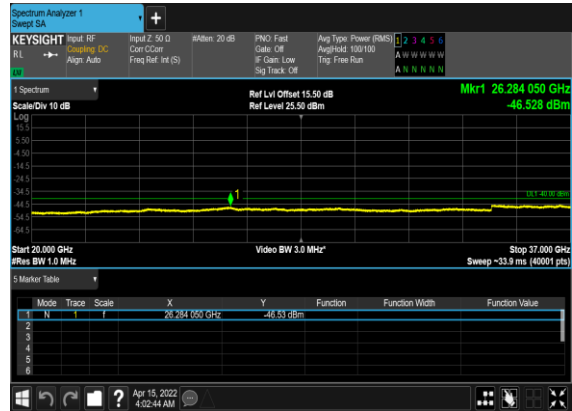 Spectrum Analyzer 1
Swept SA
+
KEYSIGHT Input: RF Input Z: 50 Ω #Atten: 20 dB PNO: Fast Avg Type: Power (RMS) 1 2 3 4 5 6
RL Coupling: DC Corr CCorr Gate: Off Avg|Hold: 100/100 A W W W W W
Align: Auto Freq Ref: Int (S) IF Gain: Low Trig: Free Run
LW Sig Track: Off A N N N N N
1 Spectrum Ref Lvl Offset 15.50 dB Mkr1 26.284 050 GHz
Scale/Div 10 dB Ref Level 25.50 dBm -46.528 dBm
Log
15.5
5.50
-4.50
-14.5
-24.5
-34.5 1 DL1 -40.00 dBm
-44.5
-54.5
-64.5
Start 20.000 GHz Video BW 3.0 MHz* Stop 37.000 GHz
#Res BW 1.0 MHz Sweep ~33.9 ms (40001 pts)
5 Marker Table
Mode Trace Scale X Y Function Function Width Function Value
1 N 1 f 26.284 050 GHz -46.53 dBm
2
3
4
5
6
? Apr 15, 2022
4:02:44 AM